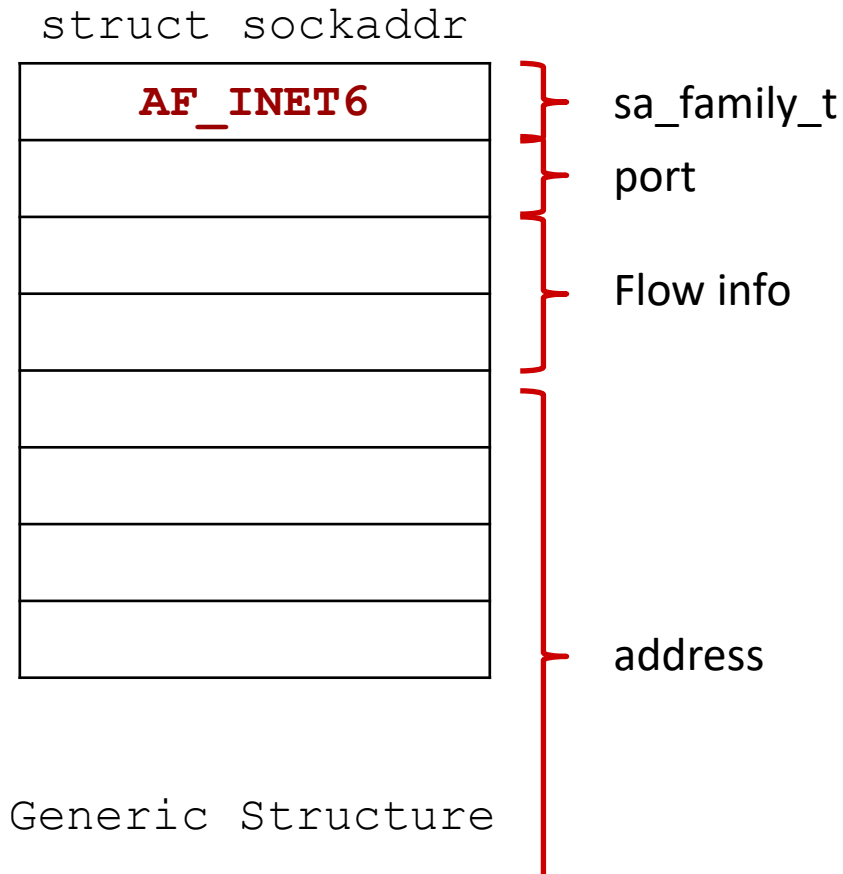 struct sockaddr
AF_INET6
sa_family_t
port
Flow info
address
Generic Structure